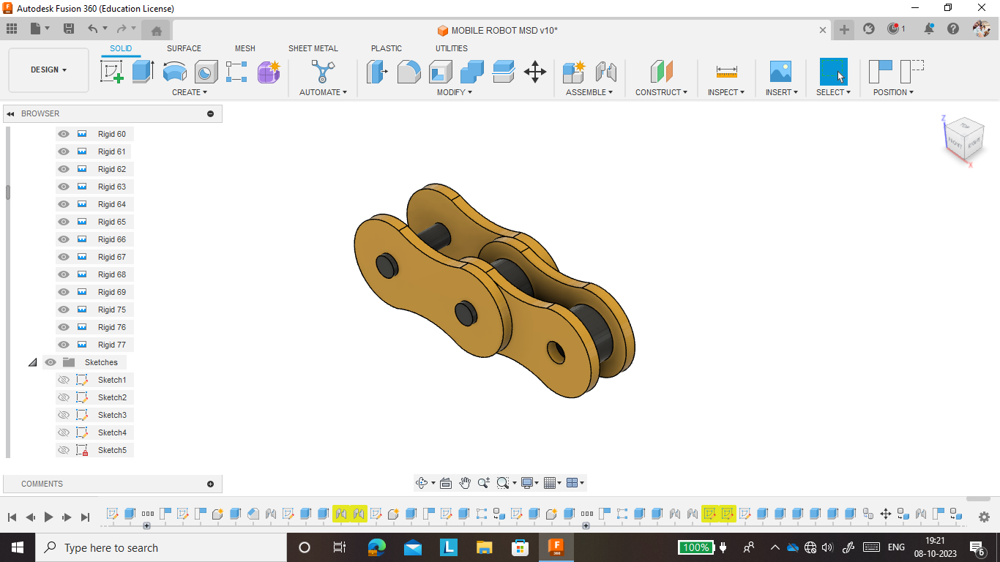 Autodesk Fusion 360 (Education License)
MOBILE ROBOT MSD v10*
1
SOLID SURFACE MESH SHEET METAL PLASTIC UTILITIES
DESIGN
CREATE AUTOMATE MODIFY ASSEMBLE CONSTRUCT INSPECT INSERT SELECT POSITION
BROWSER
Rigid 60
Rigid 61
Rigid 62
Rigid 63
Rigid 64
Rigid 65
Rigid 66
Rigid 67
Rigid 68
Rigid 69
Rigid 75
Rigid 76
Rigid 77
Sketches
Sketch1
Sketch2
Sketch3
Sketch4
Sketch5
Z
TOP
FRONT
X
COMMENTS
Type here to search
L
F
360
100%
ENG
19:21
08-10-2023
6